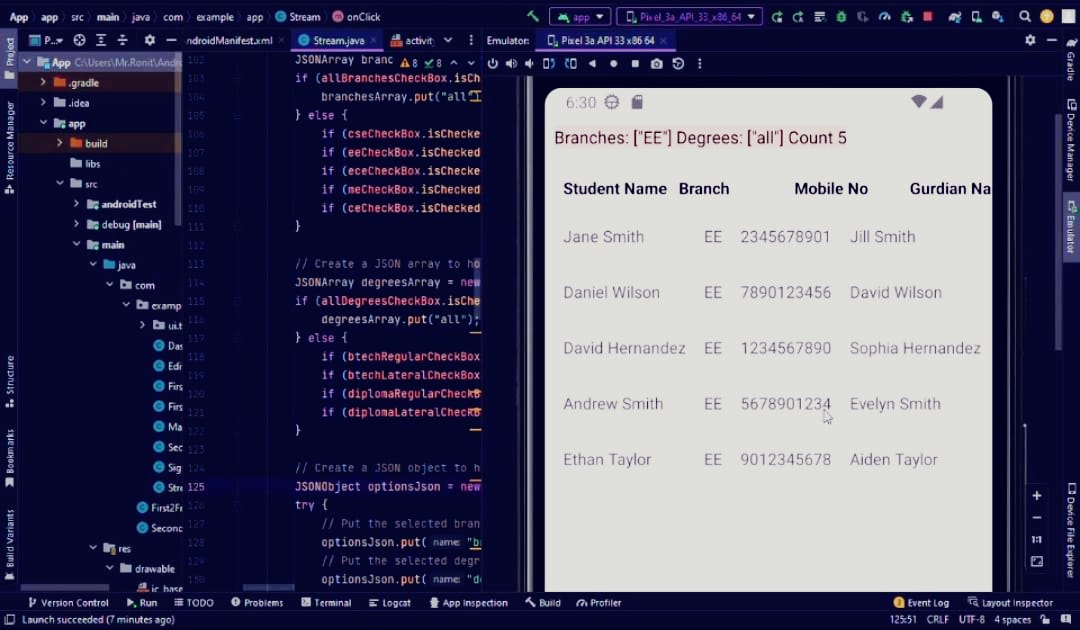 App app src main java com example app Stream onClick app Pixel_3a_API_33_x86_64
P... ndroidManifest.xml Stream.java activit Emulator: Pixel 3a API 33 x86 64
Project
Resource Manager
Structure
Bookmarks
Build Variants
App C:\Users\Mr.Ronit\Andro
.gradle
.idea
app
build
libs
src
androidTest
debug [main]
main
java
com
examp
ui.t
Das
Edi
Firs
Firs
Ma
Sec
Sig
Stre
First2Fr
Second
res
drawable
ic_base
102 JSONArray branc 8 8
103 if (allBranchesCheckBox.isCh
104 branchesArray.put("all"
105 } else {
106 if (cseCheckBox.isChecke
107 if (eeCheckBox.isChecked
108 if (eceCheckBox.isChecke
109 if (meCheckBox.isChecked
110 if (ceCheckBox.isChecked
111 }
112
113 // Create a JSON array to ho
114 JSONArray degreesArray = new
115 if (allDegreesCheckBox.isChe
116 degreesArray.put("all");
117 } else {
118 if (btechRegularCheckBox
119 if (btechLateralCheckBox
120 if (diplomaRegularCheckB
121 if (diplomaLateralCheckB
122 }
123
124 // Create a JSON object to h
125 JSONObject optionsJson = new
126 try {
127 // Put the selected bran
128 optionsJson.put( name: "b
129 // Put the selected degr
130 optionsJson.put( name: "de
6:30
Branches: ["EE"] Degrees: ["all"] Count 5
Student Name Branch Mobile No Gurdian Na
Jane Smith EE 2345678901 Jill Smith
Daniel Wilson EE 7890123456 David Wilson
David Hernandez EE 1234567890 Sophia Hernandez
Andrew Smith EE 5678901234 Evelyn Smith
Ethan Taylor EE 9012345678 Aiden Taylor
1:1
Gradle
Device Manager
Emulator
Device File Explorer
Version Control Run TODO Problems Terminal Logcat App Inspection Build Profiler Event Log Layout Inspector
Launch succeeded (7 minutes ago) 125:51 CRLF UTF-8 4 spaces